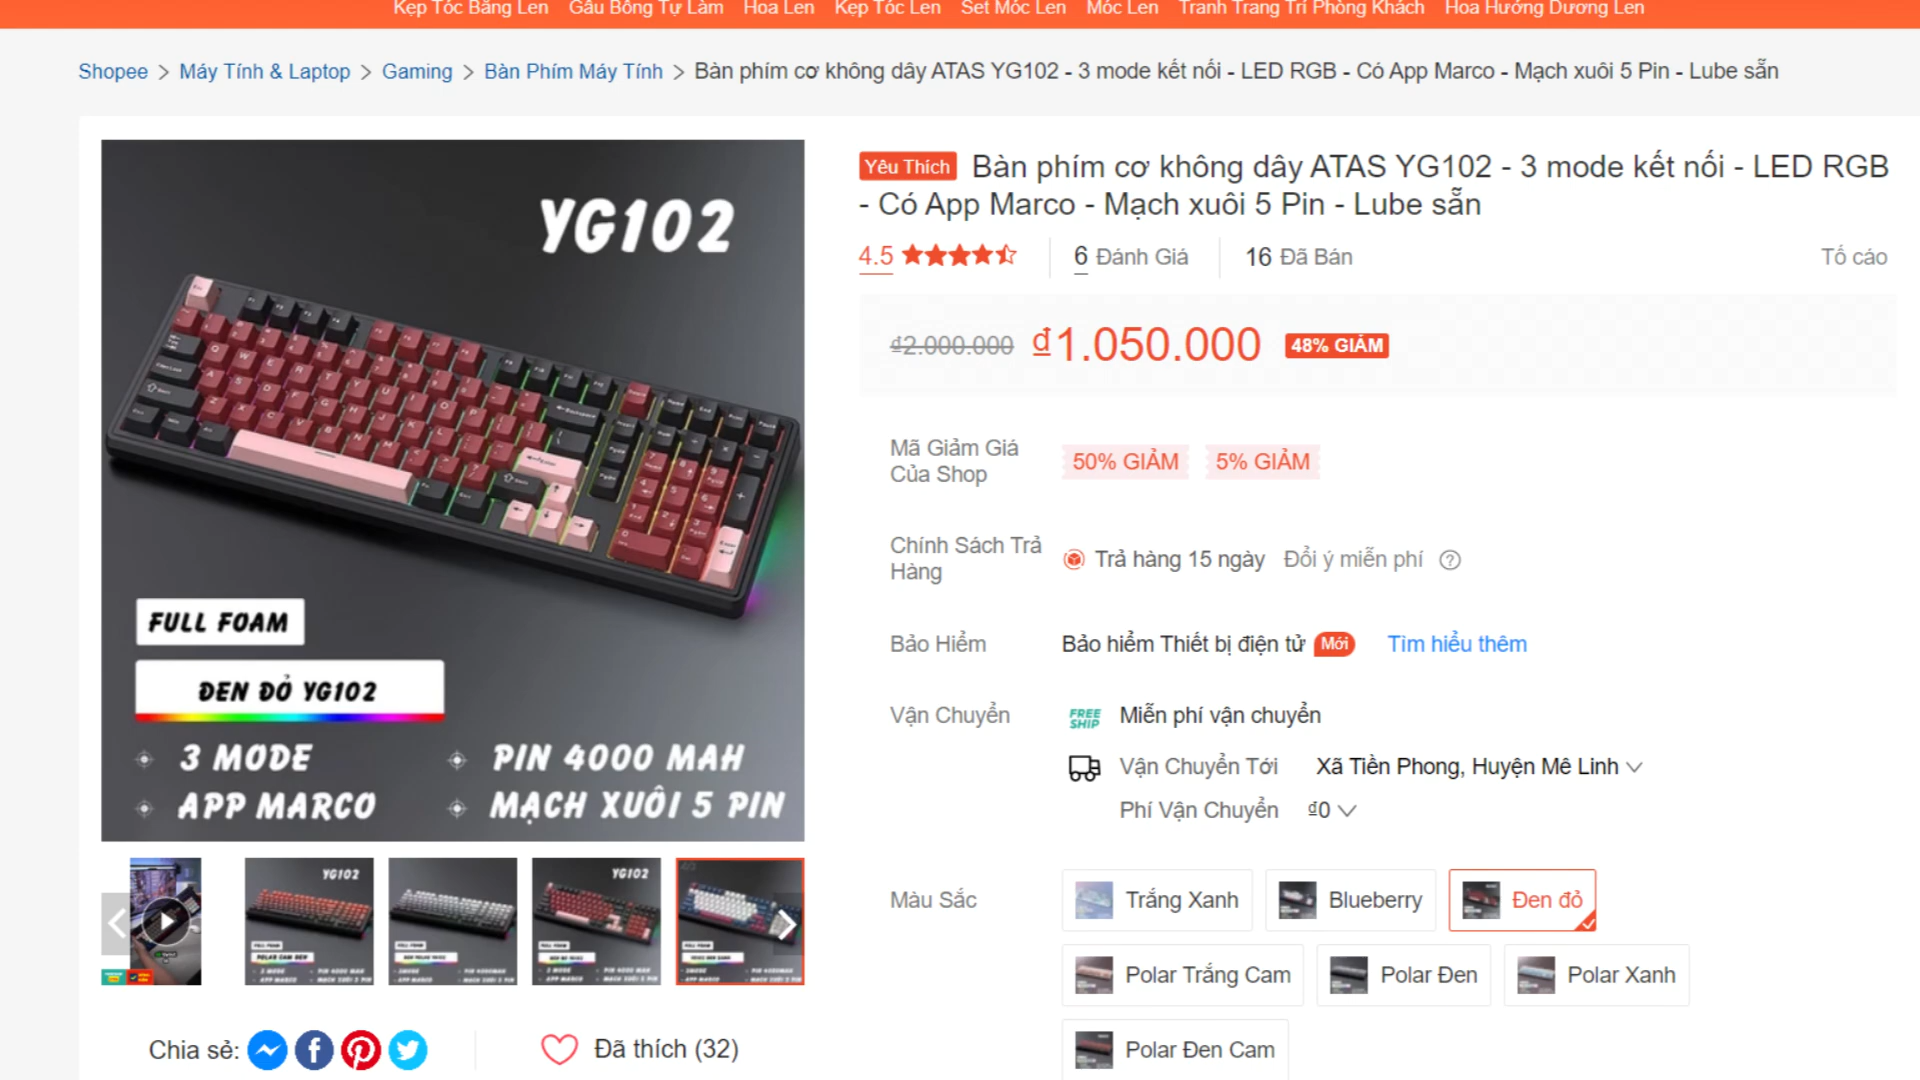 Kẹp Tóc Bằng Len Gấu Bông Tự Làm Hoa Len Kẹp Tóc Len Set Móc Len Móc Len Tranh Trang Trí Phòng Khách Hoa Hướng Dương Len
Shopee > Máy Tính & Laptop > Gaming > Bàn Phím Máy Tính > Bàn phím cơ không dây ATAS YG102 - 3 mode kết nối - LED RGB - Có App Marco - Mạch xuôi 5 Pin - Lube sẵn
YG102
FULL FOAM
ĐEN ĐỎ YG102
3 MODE
PIN 4000 MAH
APP MARCO
MẠCH XUÔI 5 PIN
YG102
YG102
Chia sẻ:
Đã thích (32)
Yêu Thích Bàn phím cơ không dây ATAS YG102 - 3 mode kết nối - LED RGB
- Có App Marco - Mạch xuôi 5 Pin - Lube sẵn
4.5
6 Đánh Giá
16 Đã Bán
Tố cáo
₫2.000.000 ₫1.050.000 48% GIẢM
Mã Giảm Giá
Của Shop
50% GIẢM 5% GIẢM
Chính Sách Trả
Hàng
Trả hàng 15 ngày Đổi ý miễn phí ?
Bảo Hiểm
Bảo hiểm Thiết bị điện tử Mới Tìm hiểu thêm
Vận Chuyển
FREE
SHIP
Miễn phí vận chuyển
Vận Chuyển Tới Xã Tiền Phong, Huyện Mê Linh
Phí Vận Chuyển ₫0
Màu Sắc
Trắng Xanh
Blueberry
Đen đỏ
Polar Trắng Cam
Polar Đen
Polar Xanh
Polar Đen Cam